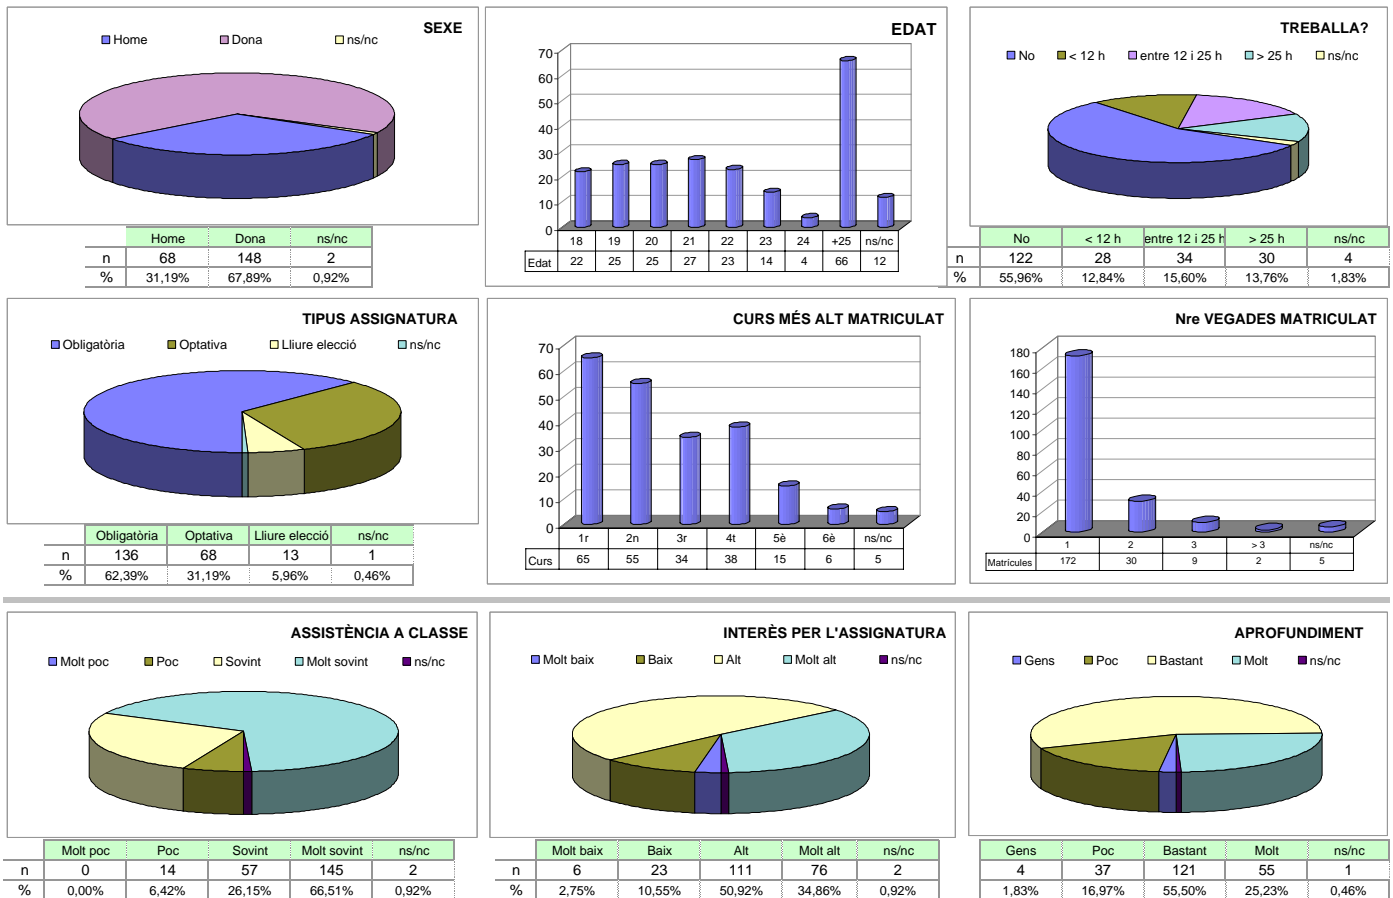 SEXE
Home Dona ns/nc
Home Dona ns/nc
n 68 148 2
% 31,19% 67,89% 0,92%
EDAT
70
60
50
40
30
20
10
0
18 19 20 21 22 23 24 +25 ns/nc
Edat 22 25 25 27 23 14 4 66 12
TREBALLA?
No < 12 h entre 12 i 25 h > 25 h ns/nc
No < 12 h entre 12 i 25 h > 25 h ns/nc
n 122 28 34 30 4
% 55,96% 12,84% 15,60% 13,76% 1,83%
TIPUS ASSIGNATURA
Obligatòria Optativa Lliure elecció ns/nc
Obligatòria Optativa Lliure elecció ns/nc
n 136 68 13 1
% 62,39% 31,19% 5,96% 0,46%
CURS MÉS ALT MATRICULAT
70
60
50
40
30
20
10
0
1r 2n 3r 4t 5è 6è ns/nc
Curs 65 55 34 38 15 6 5
Nre VEGADES MATRICULAT
180
160
140
120
100
80
60
40
20
0
1 2 3 > 3 ns/nc
Matrícules 172 30 9 2 5
ASSISTÈNCIA A CLASSE
Molt poc Poc Sovint Molt sovint ns/nc
Molt poc Poc Sovint Molt sovint ns/nc
n 0 14 57 145 2
% 0,00% 6,42% 26,15% 66,51% 0,92%
INTERÈS PER L'ASSIGNATURA
Molt baix Baix Alt Molt alt ns/nc
Molt baix Baix Alt Molt alt ns/nc
n 6 23 111 76 2
% 2,75% 10,55% 50,92% 34,86% 0,92%
APROFUNDIMENT
Gens Poc Bastant Molt ns/nc
Gens Poc Bastant Molt ns/nc
4 37 121 55 1
1,83% 16,97% 55,50% 25,23% 0,46%